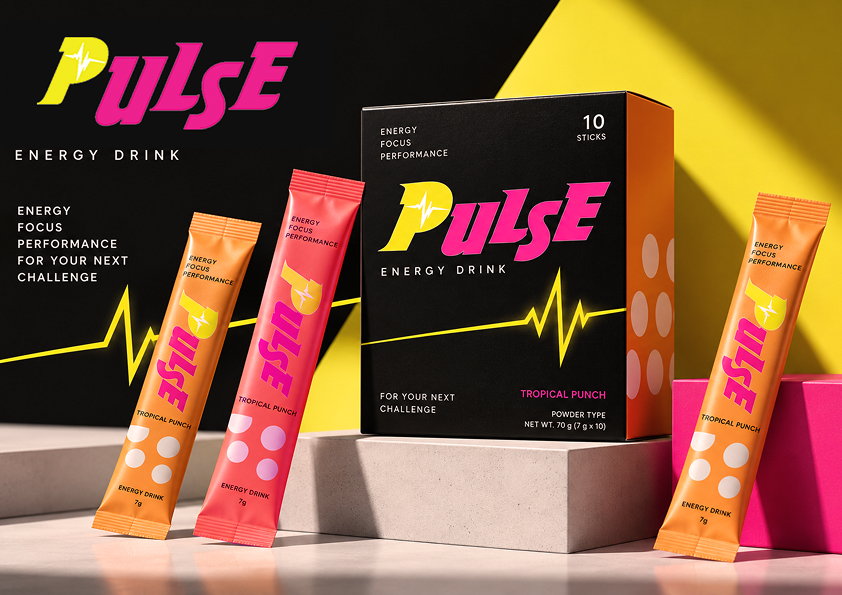 PULSE
ENERGY DRINK
ENERGY
FOCUS
PERFORMANCE
FOR YOUR NEXT
CHALLENGE
ENERGY
FOCUS
PERFORMANCE
PULSE
TROPICAL PUNCH
ENERGY DRINK
7g
ENERGY
FOCUS
PERFORMANCE
PULSE
TROPICAL PUNCH
ENERGY DRINK
7g
ENERGY
FOCUS
PERFORMANCE
10
STICKS
PULSE
ENERGY DRINK
FOR YOUR NEXT
CHALLENGE
TROPICAL PUNCH
POWDER TYPE
NET WT. 70 g (7 g x 10)
ENERGY
FOCUS
PERFORMANCE
PULSE
TROPICAL PUNCH
ENERGY DRINK
7g